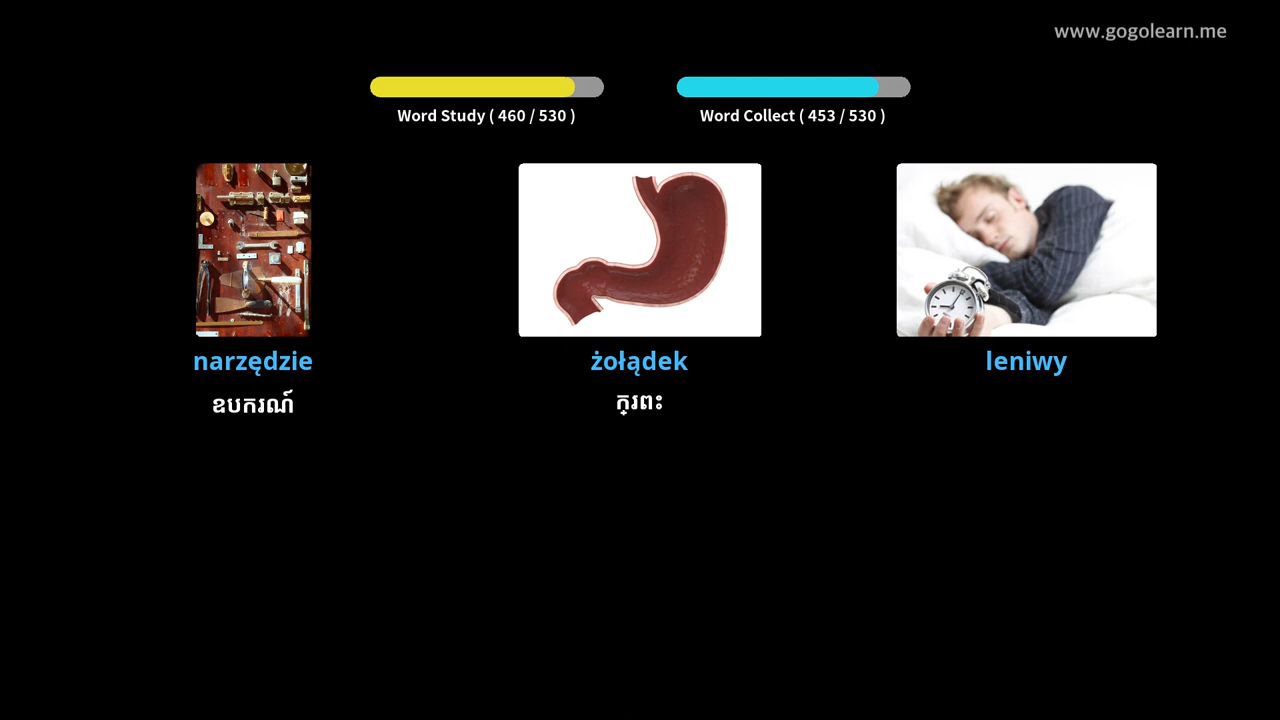 www.gogolearn.me
Word Study ( 460 / 530 )
Word Collect ( 453 / 530 )
narzędzie
żołądek
leniwy
ឧបករណ៍
ក្រពះ